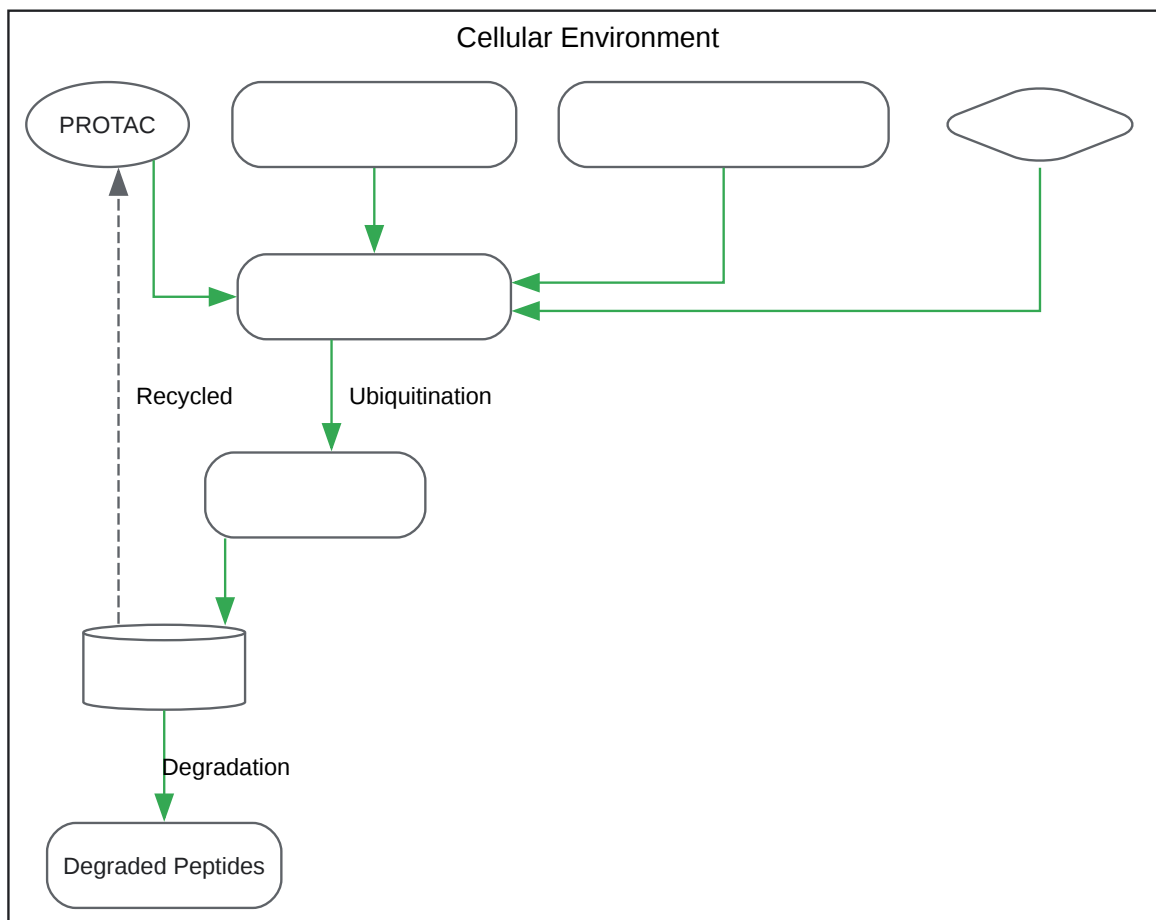 Cellular Environment
PROTAC
Recycled
Ubiquitination
Degradation
Degraded Peptides